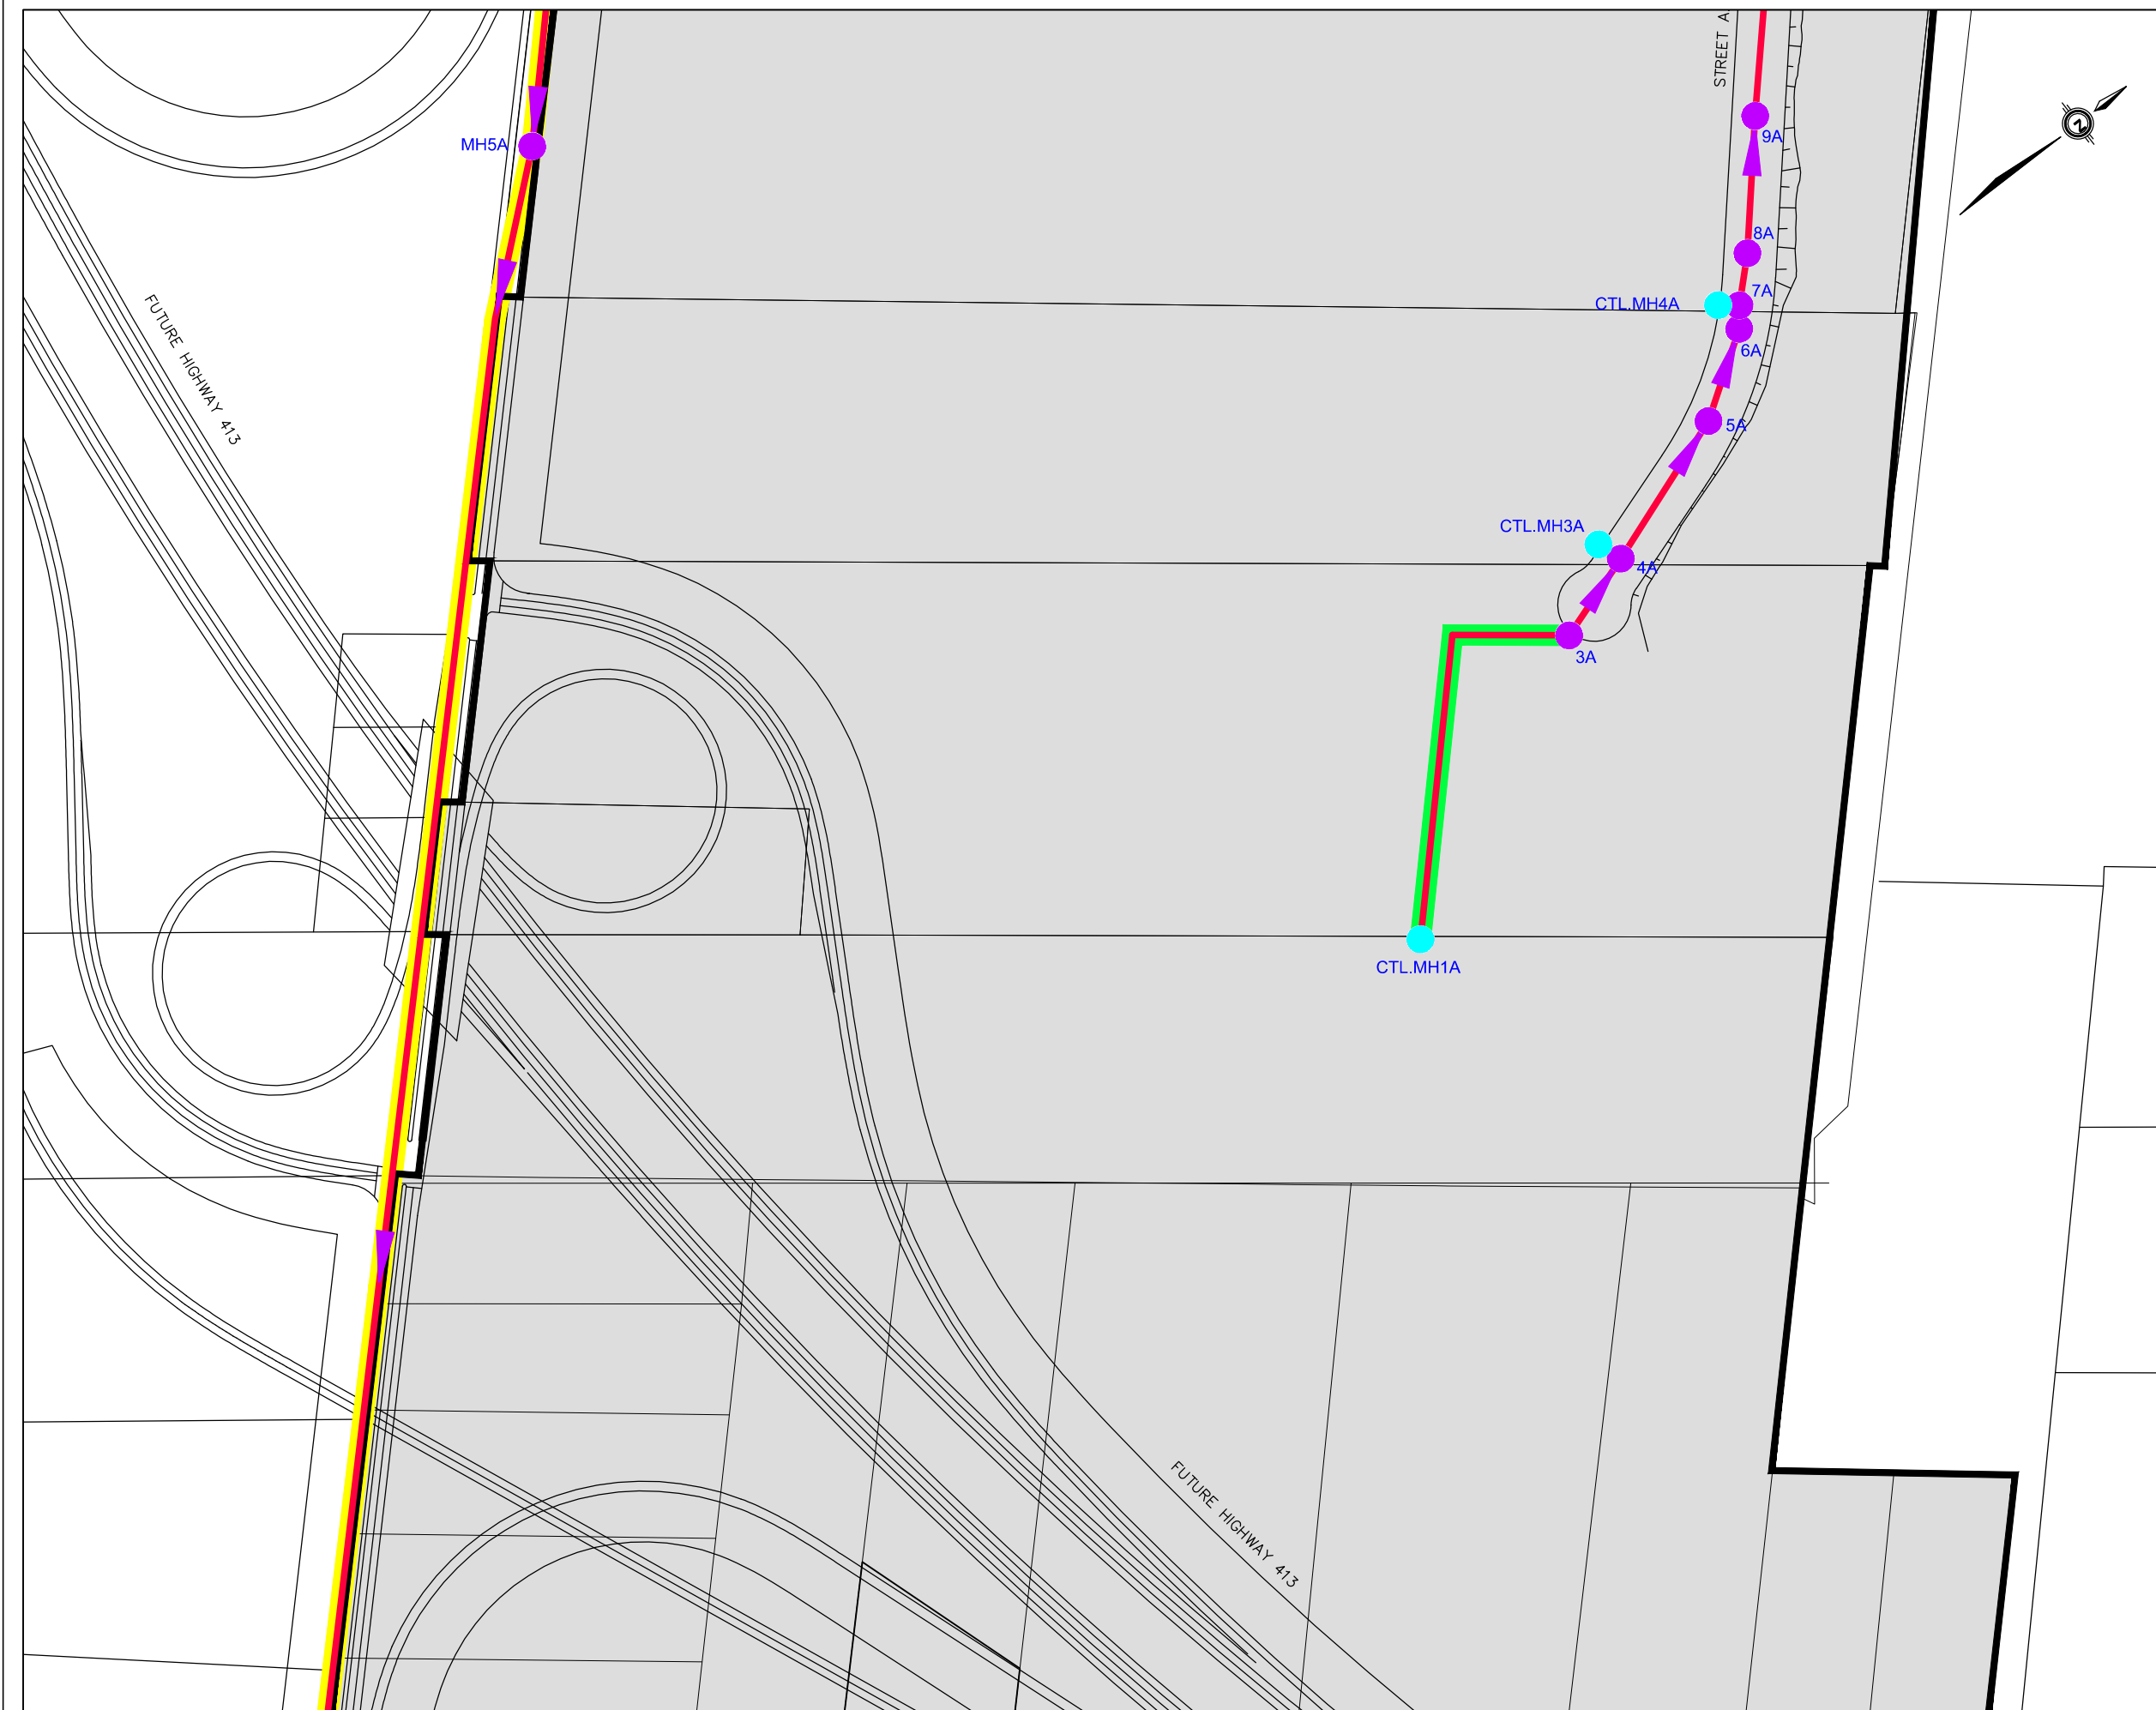 STREET A
9A
MH5A
8A
7A
CTL.MH4A
6A
FUTURE HIGHWAY 413
5A
CTL.MH3A
4A
3A
CTL.MH1A
FUTURE HIGHWAY 413
N